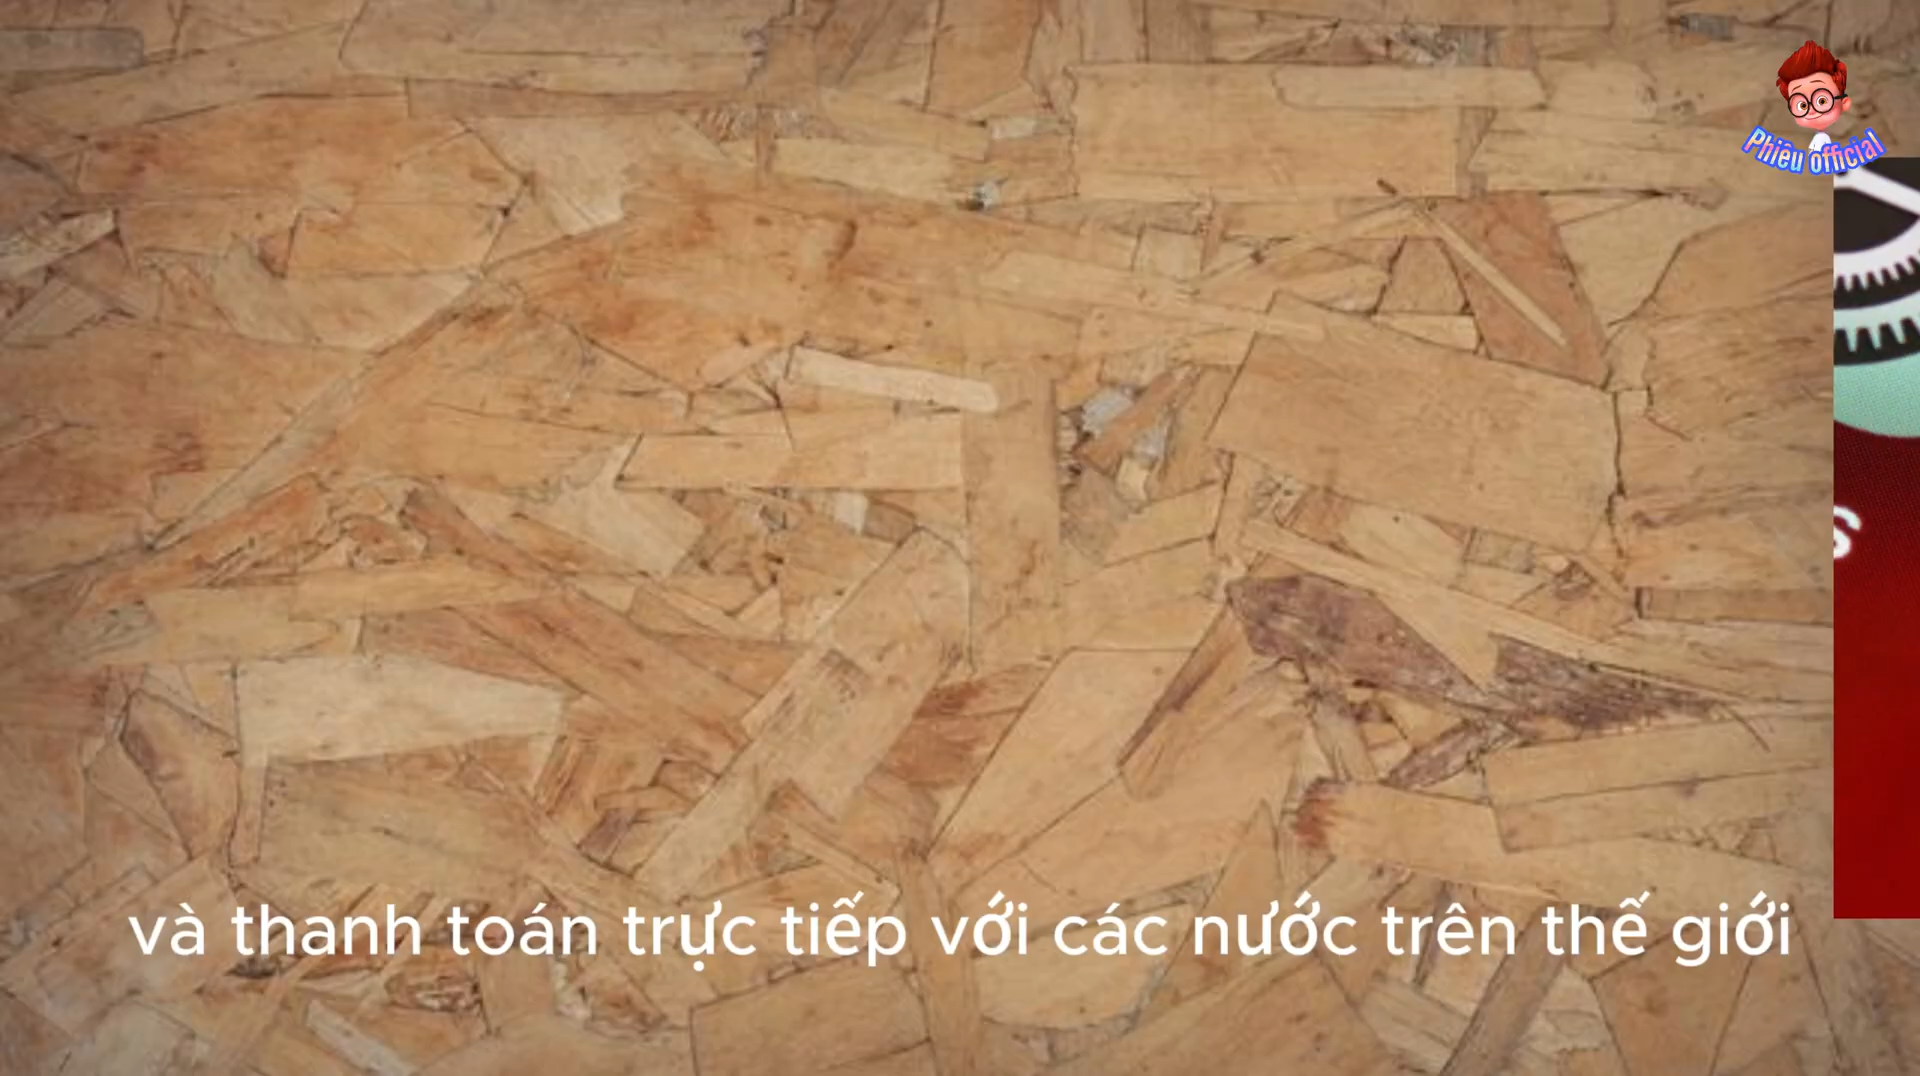 Phiêu Official
S
và thanh toán trực tiếp với các nước trên thế giới